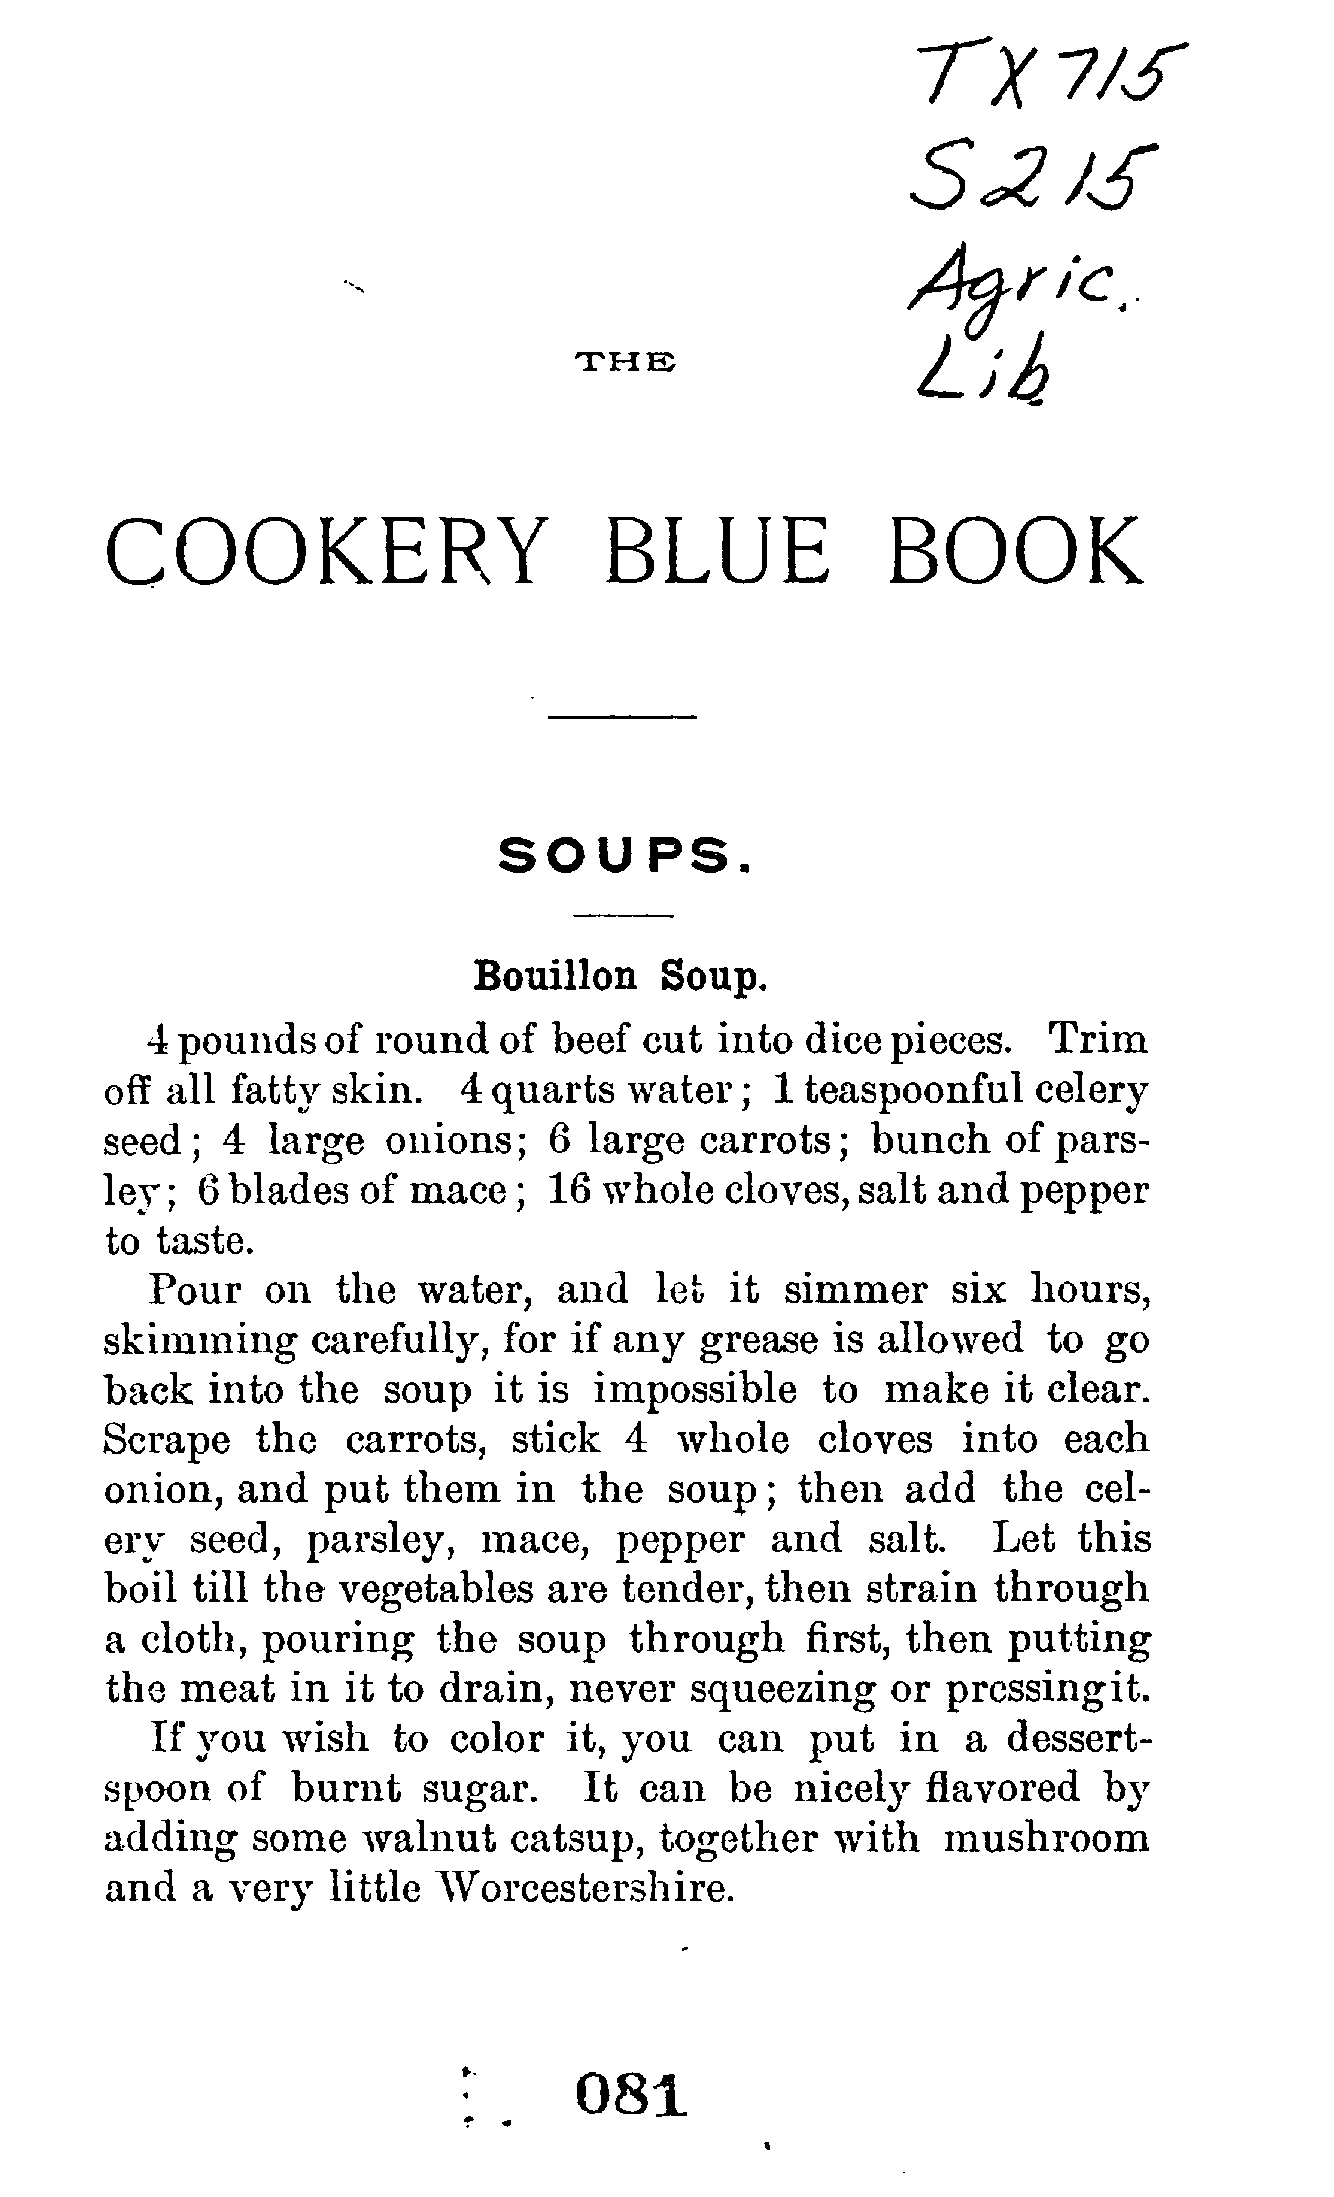 TX715
S215
Agric.
Lib
THE
COOKERY BLUE BOOK
SOUPS.
Bouillon Soup.
4 pounds of round of beef cut into dice pieces. Trim
off all fatty skin. 4 quarts water; 1 teaspoonful celery
seed; 4 large onions; 6 large carrots; bunch of pars-
ley; 6 blades of mace; 16 whole cloves, salt and pepper
to taste.
Pour on the water, and let it simmer six hours,
skimming carefully, for if any grease is allowed to go
back into the soup it is impossible to make it clear.
Scrape the carrots, stick 4 whole cloves into each
onion, and put them in the soup; then add the cel-
ery seed, parsley, mace, pepper and salt. Let this
boil till the vegetables are tender, then strain through
a cloth, pouring the soup through first, then putting
the meat in it to drain, never squeezing or pressing it.
If you wish to color it, you can put in a dessert-
spoon of burnt sugar. It can be nicely flavored by
adding some walnut catsup, together with mushroom
and a very little Worcestershire.
081